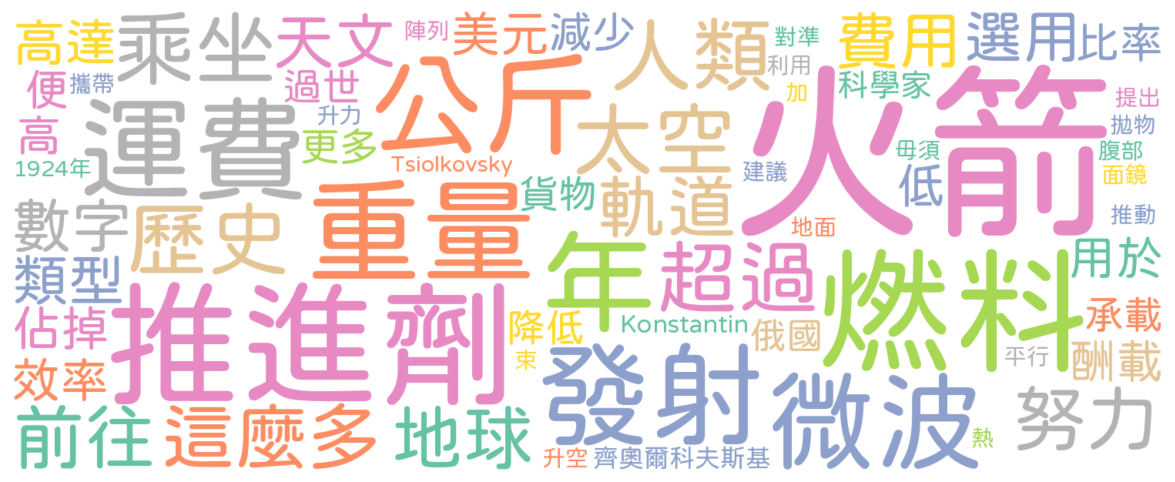 高達
乘坐
天文
陣列
美元
減少
人類
對準
費用
選用
比率
便
攜帶
過世
公斤
利用
加
科學家
火箭
提出
高
運費
升力
更多
太空
拋物
1924年
Tsiolkovsky
建議
毋須
腹部
低
面鏡
重量
貨物
軌道
數字
歷史
地面
推動
年
超過
燃料
用於
類型
推進劑
佔掉
降低
Konstantin
俄國
承載
效率
束
發射
微波
平行
酬載
前往
這麼多
地球
努力
熱
升空
齊奧爾科夫斯基